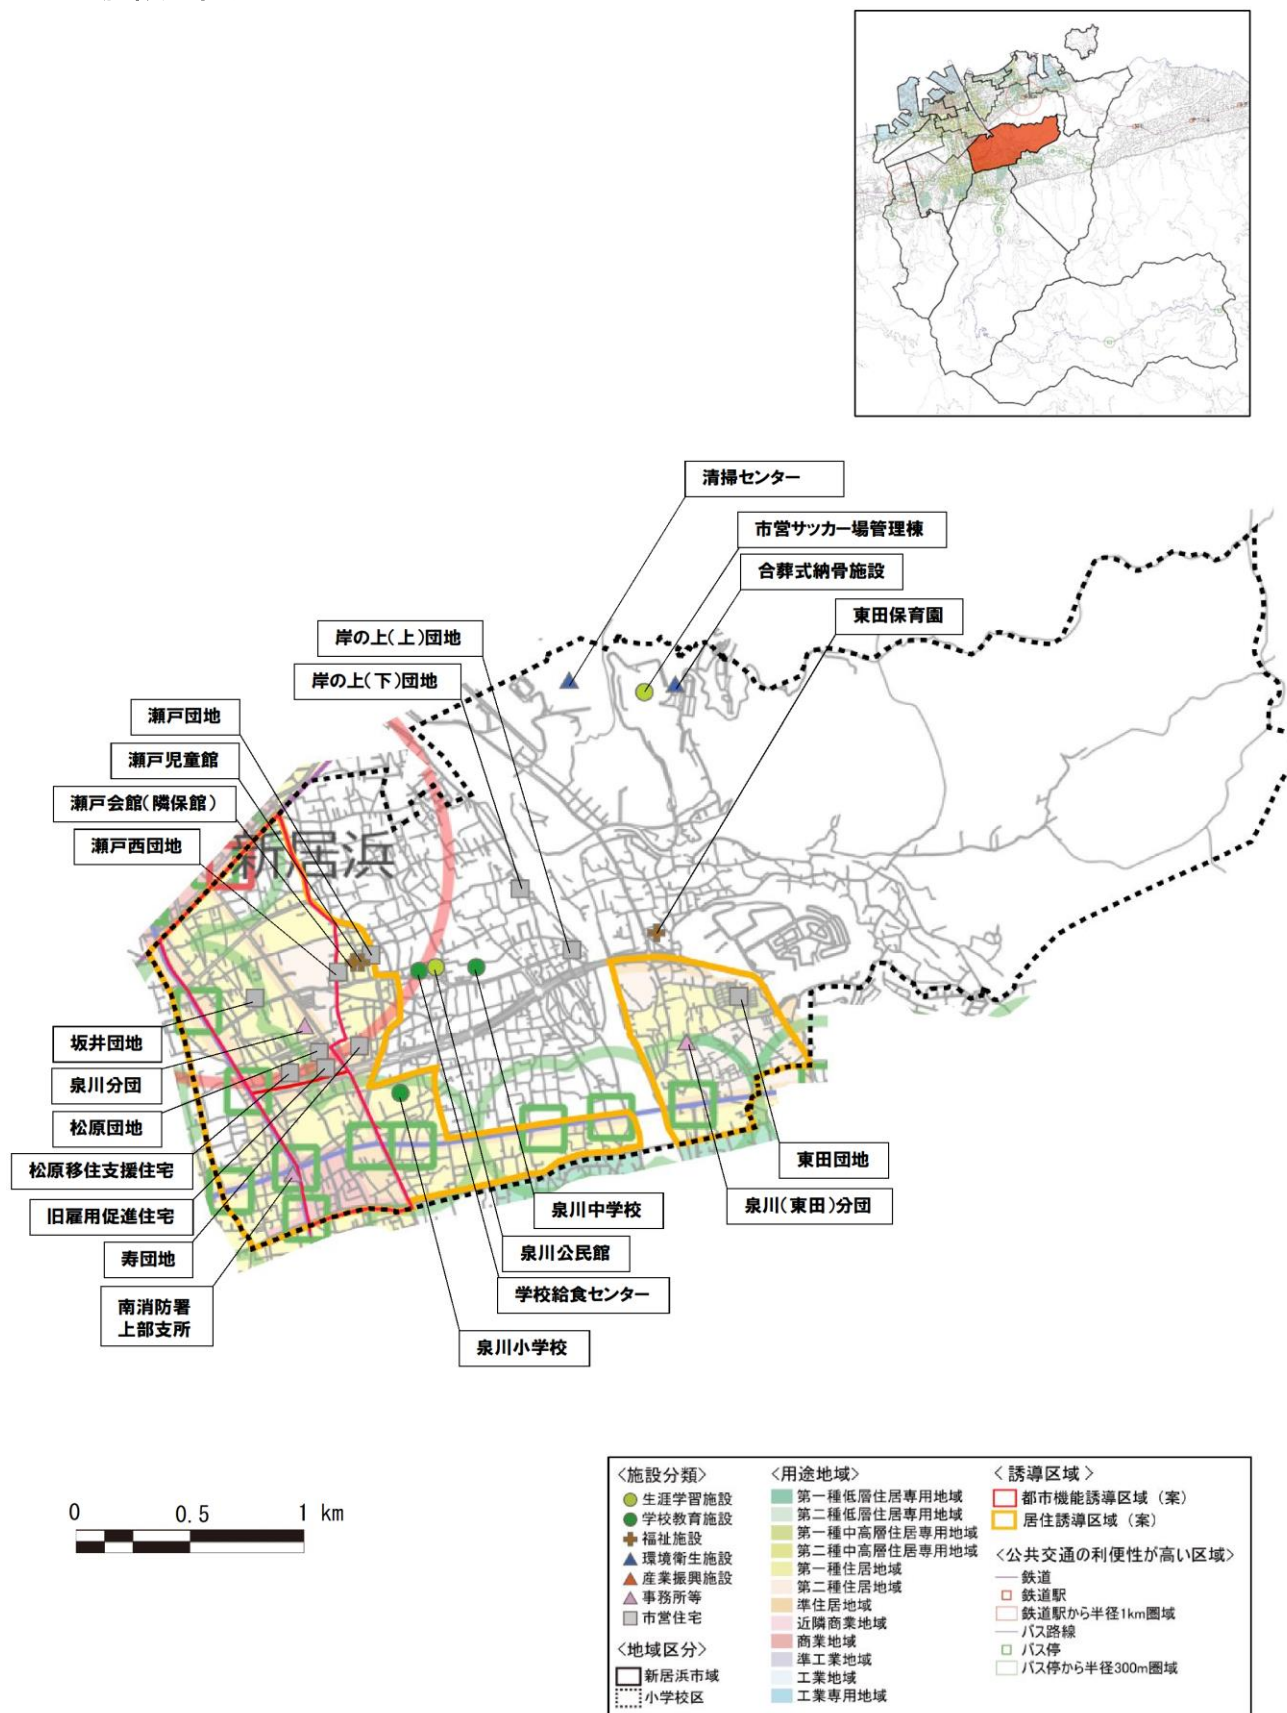 清掃センター
市営サッカー場管理棟
合葬式納骨施設
東田保育園
岸の上(上)団地
岸の上(下)団地
瀬戸団地
瀬戸児童館
瀬戸会館(隣保館)
瀬戸西団地
新居浜
坂井団地
泉川分団
松原団地
松原移住支援住宅
旧雇用促進住宅
寿団地
南消防署
上部支所
東田団地
泉川(東田)分団
泉川中学校
泉川公民館
学校給食センター
泉川小学校
0 0.5 1 km
〈施設分類〉
生涯学習施設
学校教育施設
福祉施設
環境衛生施設
産業振興施設
事務所等
市営住宅
〈地域区分〉
新居浜市域
小学校区
〈用途地域〉
第一種低層住居専用地域
第二種低層住居専用地域
第一種中高層住居専用地域
第二種中高層住居専用地域
第一種住居地域
第二種住居地域
準住居地域
近隣商業地域
商業地域
準工業地域
工業地域
工業専用地域
〈 誘導区域 〉
都市機能誘導区域（案）
居住誘導区域（案）
〈公共交通の利便性が高い区域〉
鉄道
鉄道駅
鉄道駅から半径1km圏域
バス路線
バス停
バス停から半径300m圏域